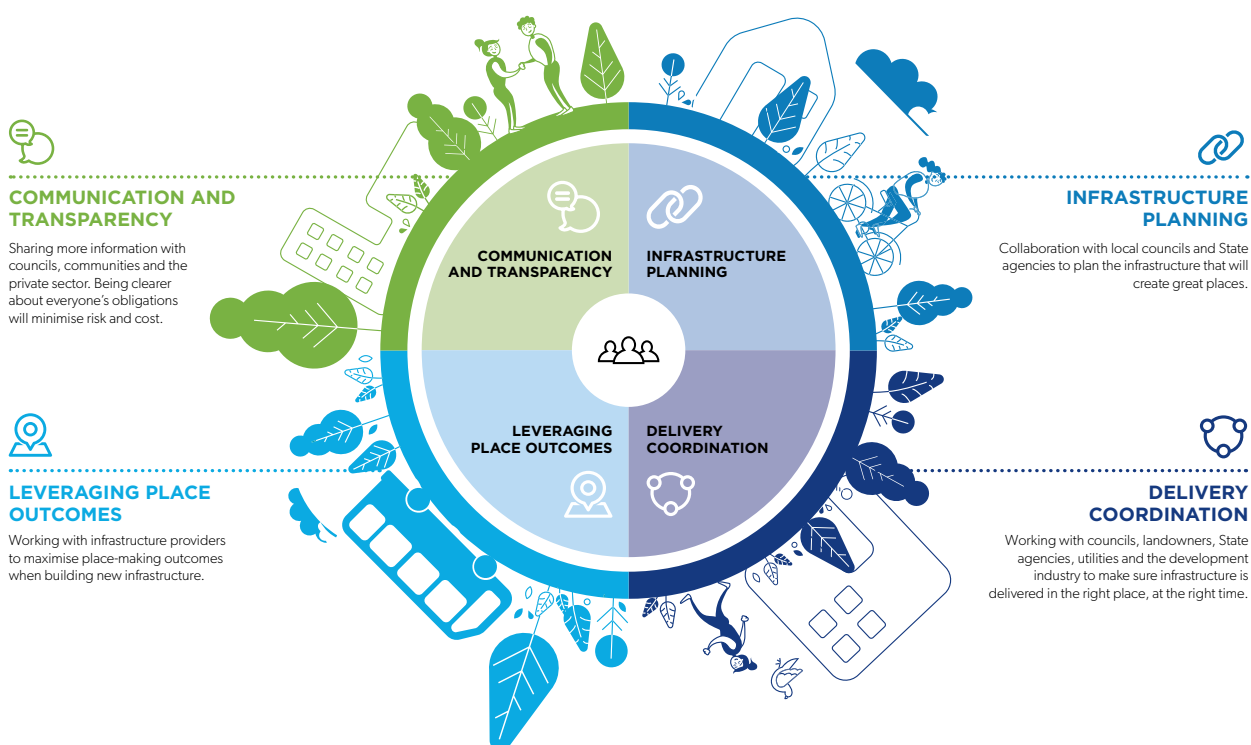 COMMUNICATION AND
TRANSPARENCY
Sharing more information with
councils, communities and the
private sector. Being clearer
about everyone's obligations
will minimise risk and cost.
INFRASTRUCTURE
PLANNING
Collaboration with local councils and State
agencies to plan the infrastructure that will
create great places.
COMMUNICATION
AND TRANSPARENCY
INFRASTRUCTURE
PLANNING
LEVERAGING
PLACE OUTCOMES
DELIVERY
COORDINATION
LEVERAGING PLACE
OUTCOMES
Working with infrastructure providers
to maximise place-making outcomes
when building new infrastructure.
DELIVERY
COORDINATION
Working with councils, landowners, State
agencies, utilities and the development
industry to make sure infrastructure is
delivered in the right place, at the right time.